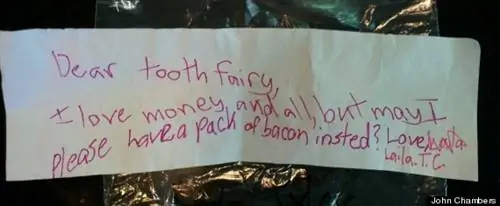 Dear tooth fairy,
I love money, and all, but may I
please have a pack of bacon insted? Love, Laila
Laila. T.C.
John Chambers